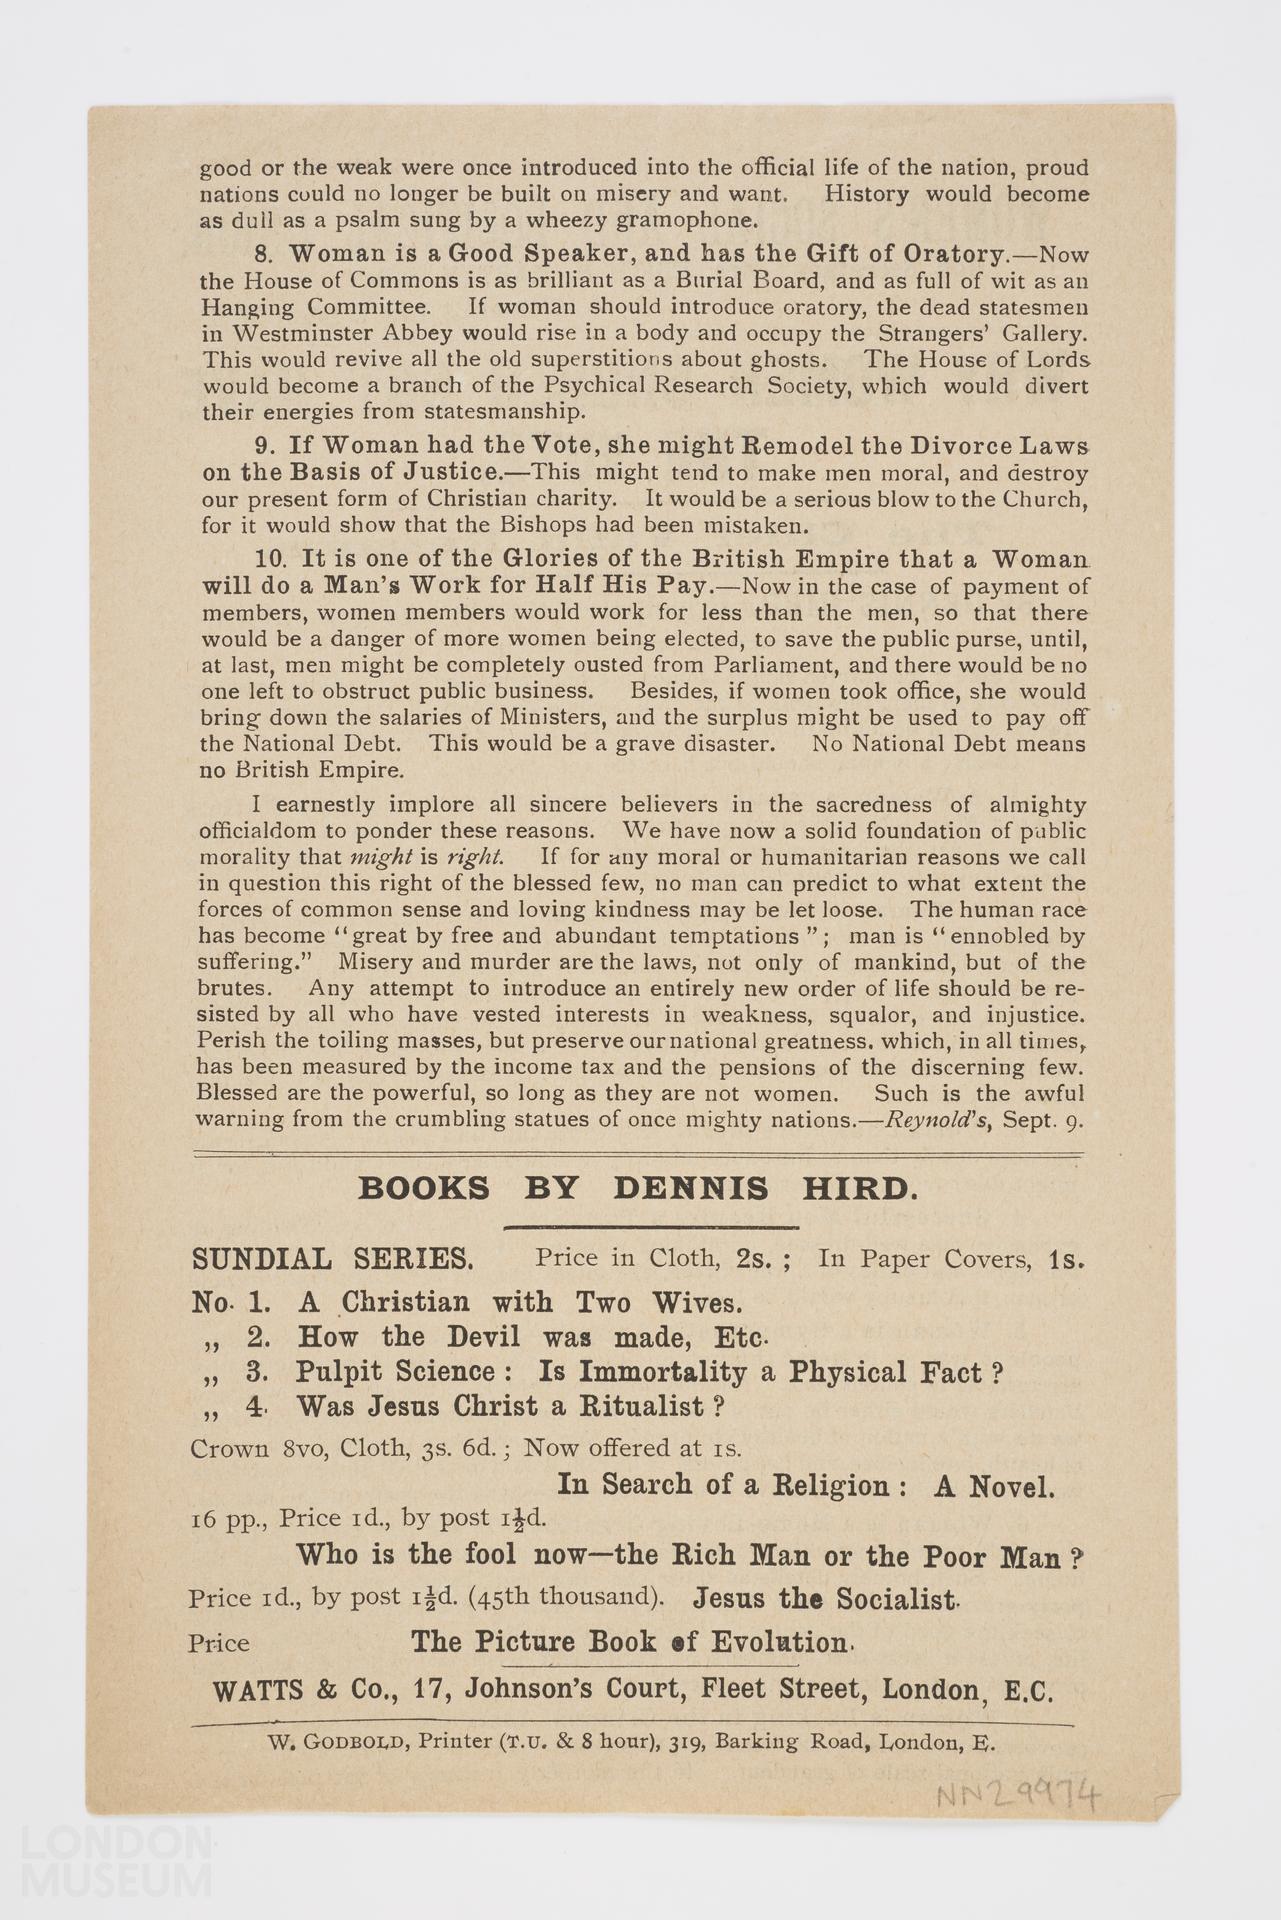 good or the weak were once introduced into the official life of the nation, proud
nations could no longer be built on misery and want. History would become
as dull as a psalm sung by a wheezy gramophone.
8. Woman is a Good Speaker, and has the Gift of Oratory.—Now
the House of Commons is as brilliant as a Burial Board, and as full of wit as an
Hanging Committee. If woman should introduce oratory, the dead statesmen
in Westminster Abbey would rise in a body and occupy the Strangers' Gallery.
This would revive all the old superstitions about ghosts. The House of Lords
would become a branch of the Psychical Research Society, which would divert
their energies from statesmanship.
9. If Woman had the Vote, she might Remodel the Divorce Laws
on the Basis of Justice.—This might tend to make men moral, and destroy
our present form of Christian charity. It would be a serious blow to the Church,
for it would show that the Bishops had been mistaken.
10. It is one of the Glories of the British Empire that a Woman
will do a Man's Work for Half His Pay.—Now in the case of payment of
members, women members would work for less than the men, so that there
would be a danger of more women being elected, to save the public purse, until,
at last, men might be completely ousted from Parliament, and there would be no
one left to obstruct public business. Besides, if women took office, she would
bring down the salaries of Ministers, and the surplus might be used to pay off
the National Debt. This would be a grave disaster. No National Debt means
no British Empire.
I earnestly implore all sincere believers in the sacredness of almighty
officialdom to ponder these reasons. We have now a solid foundation of public
morality that might is right. If for any moral or humanitarian reasons we call
in question this right of the blessed few, no man can predict to what extent the
forces of common sense and loving kindness may be let loose. The human race
has become "great by free and abundant temptations"; man is "ennobled by
suffering." Misery and murder are the laws, not only of mankind, but of the
brutes. Any attempt to introduce an entirely new order of life should be re-
sisted by all who have vested interests in weakness, squalor, and injustice.
Perish the toiling masses, but preserve our national greatness. which, in all times,
has been measured by the income tax and the pensions of the discerning few.
Blessed are the powerful, so long as they are not women. Such is the awful
warning from the crumbling statues of once mighty nations.—Reynold's, Sept. 9.
BOOKS BY DENNIS HIRD.
SUNDIAL SERIES. Price in Cloth, 2s. ; In Paper Covers, 1s.
No. 1. A Christian with Two Wives.
„ 2. How the Devil was made, Etc.
„ 3. Pulpit Science : Is Immortality a Physical Fact ?
„ 4. Was Jesus Christ a Ritualist ?
Crown 8vo, Cloth, 3s. 6d. ; Now offered at 1s.
In Search of a Religion : A Novel.
16 pp., Price 1d., by post 1½d.
Who is the fool now—the Rich Man or the Poor Man ?
Price 1d., by post 1½d. (45th thousand). Jesus the Socialist.
Price The Picture Book of Evolution.
WATTS & Co., 17, Johnson's Court, Fleet Street, London, E.C.
W. GODBOLD, Printer (T.U. & 8 hour), 319, Barking Road, London, E.
NN29974
LONDON
MUSEUM